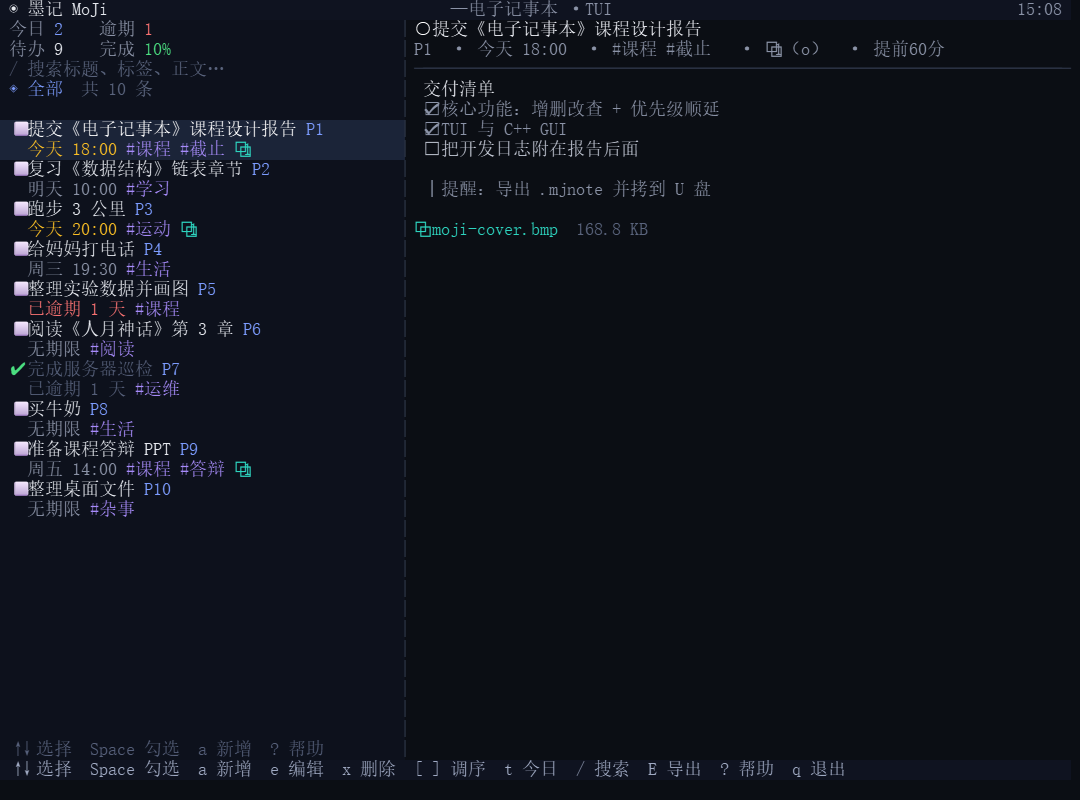 ◉ 墨记 MoJi —电子记事本 ·TUI 15:08
今日 2 逾期 1
待办 9 完成 10%
/ 搜索标题、标签、正文…
◈ 全部 共 10 条
⬜提交《电子记事本》课程设计报告 P1
今天 18:00 #课程 #截止 ⧉
⬜复习《数据结构》链表章节 P2
明天 10:00 #学习
⬜跑步 3 公里 P3
今天 20:00 #运动 ⧉
⬜给妈妈打电话 P4
周三 19:30 #生活
⬜整理实验数据并画图 P5
已逾期 1 天 #课程
⬜阅读《人月神话》第 3 章 P6
无期限 #阅读
✔完成服务器巡检 P7
已逾期 1 天 #运维
⬜买牛奶 P8
无期限 #生活
⬜准备课程答辩 PPT P9
周五 14:00 #课程 #答辩 ⧉
⬜整理桌面文件 P10
无期限 #杂事
↑↓ 选择 Space 勾选 a 新增 ? 帮助
○提交《电子记事本》课程设计报告
P1 · 今天 18:00 · #课程 #截止 · ⧉（o） · 提前60分
交付清单
☑核心功能：增删改查 + 优先级顺延
☑TUI 与 C++ GUI
☐把开发日志附在报告后面
│提醒：导出 .mjnote 并拷到 U 盘
⧉moji-cover.bmp 168.8 KB
↑↓ 选择 Space 勾选 a 新增 e 编辑 x 删除 [ ] 调序 t 今日 / 搜索 E 导出 ? 帮助 q 退出